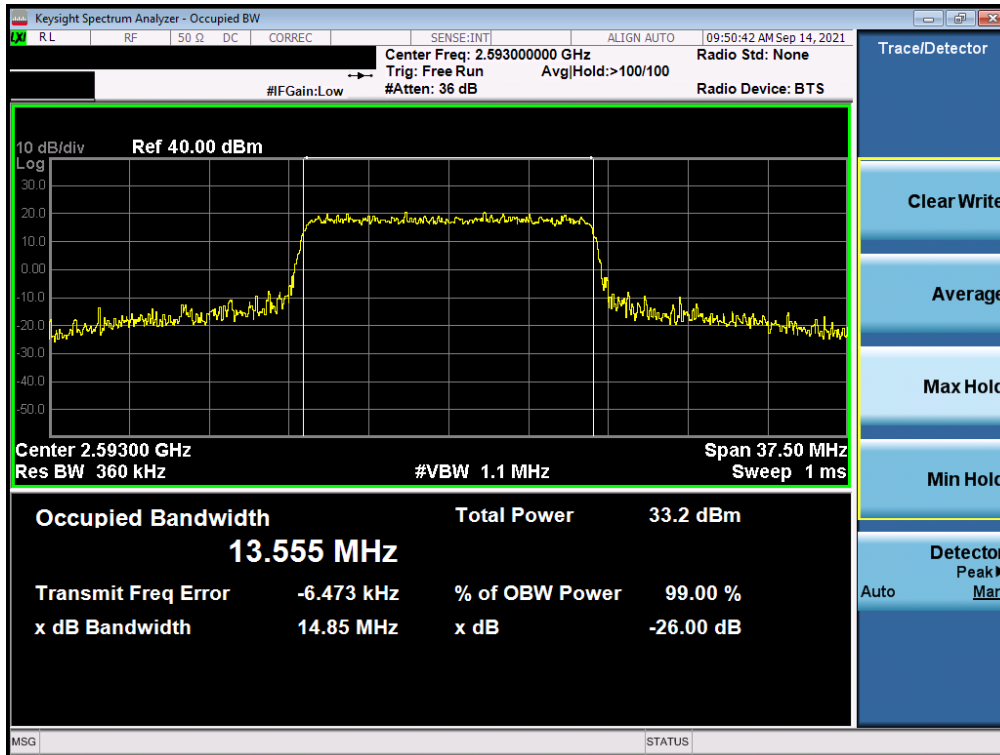 Keysight Spectrum Analyzer - Occupied BW
LXI RL RF 50 Ω DC CORREC SENSE:INT ALIGN AUTO 09:50:42 AM Sep 14, 2021
Center Freq: 2.593000000 GHz Radio Std: None
Trig: Free Run Avg|Hold:>100/100
#IFGain:Low #Atten: 36 dB Radio Device: BTS
10 dB/div Ref 40.00 dBm
Log
30.0
20.0
10.0
0.00
-10.0
-20.0
-30.0
-40.0
-50.0
Center 2.59300 GHz Span 37.50 MHz
Res BW 360 kHz #VBW 1.1 MHz Sweep 1 ms
Occupied Bandwidth Total Power 33.2 dBm
13.555 MHz
Transmit Freq Error -6.473 kHz % of OBW Power 99.00 %
x dB Bandwidth 14.85 MHz x dB -26.00 dB
MSG STATUS
Trace/Detector
Clear Write
Average
Max Hold
Min Hold
Detector
Peak
Auto Man